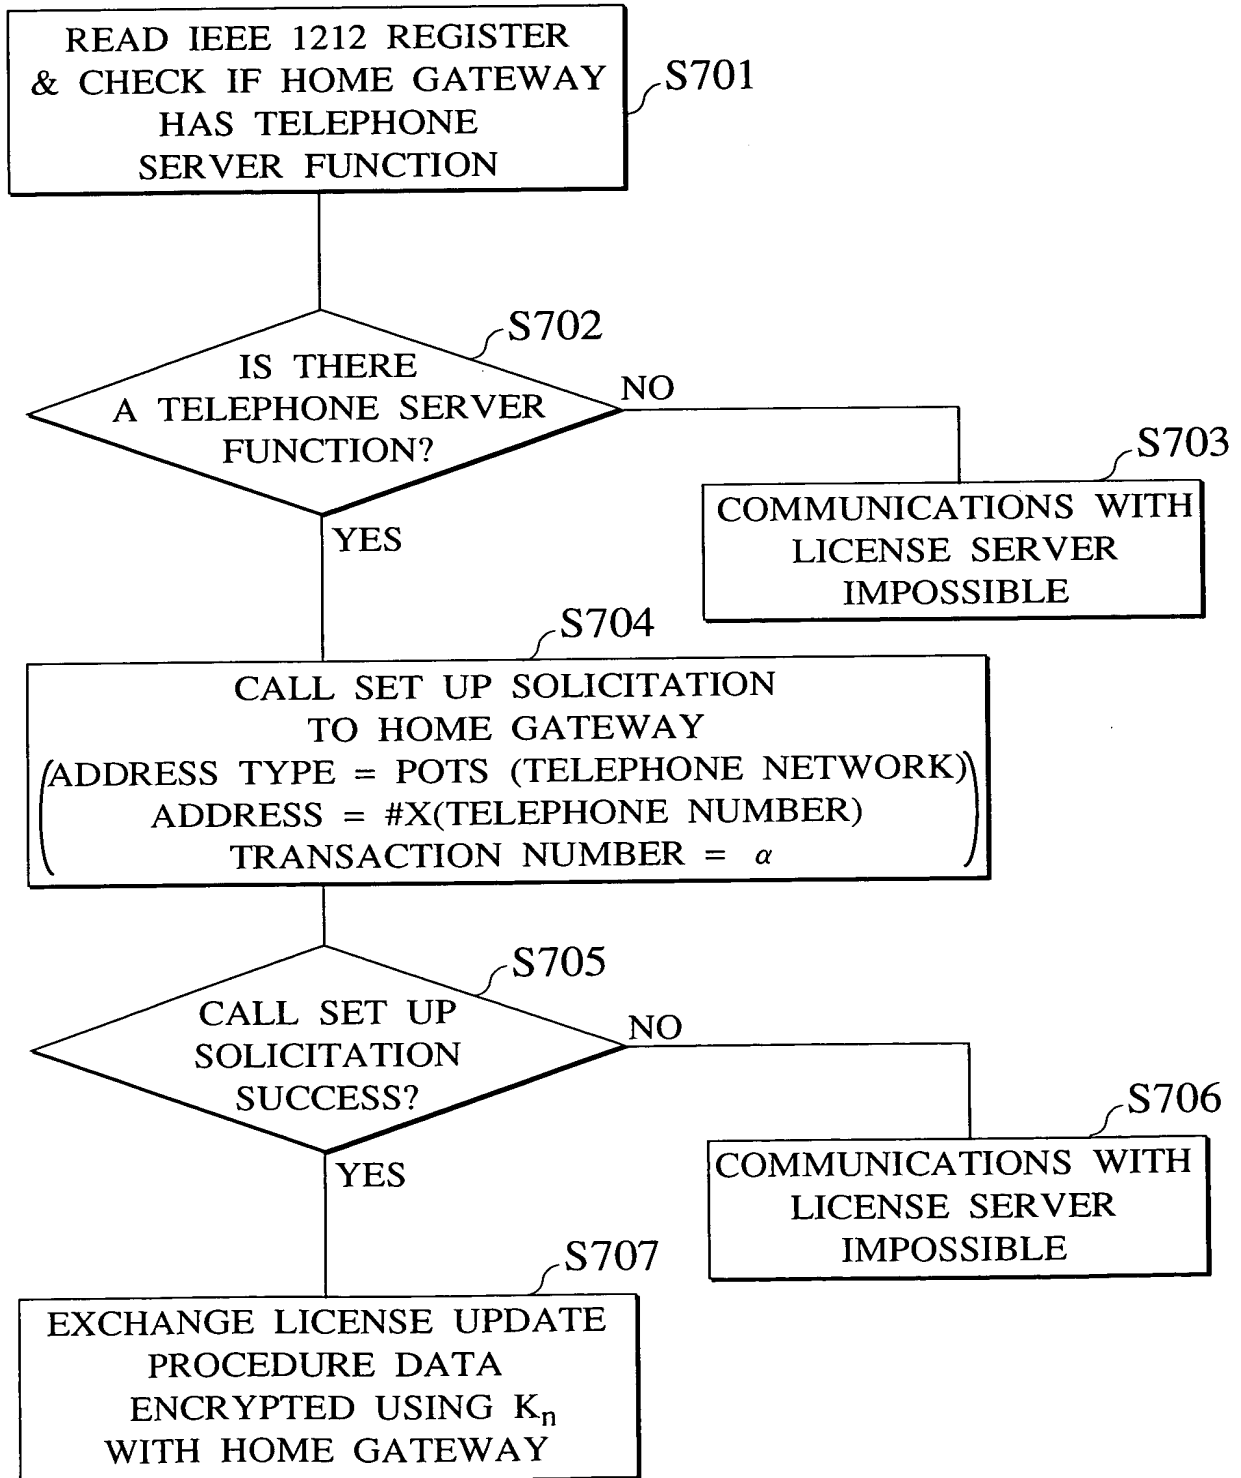 READ IEEE 1212 REGISTER
& CHECK IF HOME GATEWAY
HAS TELEPHONE
SERVER FUNCTION
S701
S702
IS THERE
A TELEPHONE SERVER
FUNCTION?
NO
YES
S703
COMMUNICATIONS WITH
LICENSE SERVER
IMPOSSIBLE
S704
CALL SET UP SOLICITATION
TO HOME GATEWAY
(ADDRESS TYPE = POTS (TELEPHONE NETWORK)
ADDRESS = #X(TELEPHONE NUMBER)
TRANSACTION NUMBER = α)
S705
CALL SET UP
SOLICITATION
SUCCESS?
NO
YES
S706
COMMUNICATIONS WITH
LICENSE SERVER
IMPOSSIBLE
S707
EXCHANGE LICENSE UPDATE
PROCEDURE DATA
ENCRYPTED USING Kn
WITH HOME GATEWAY